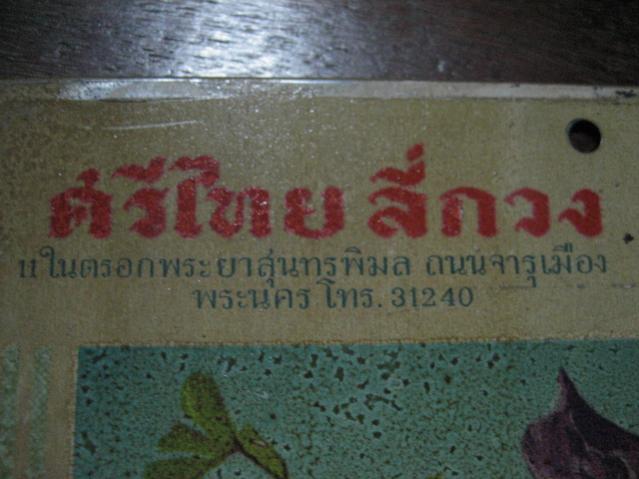 ศรีไทย ลี่กวง
11 ในตรอกพระยาสุนทรพิมล ถนนจารุเมือง
พระนคร โทร. 31240